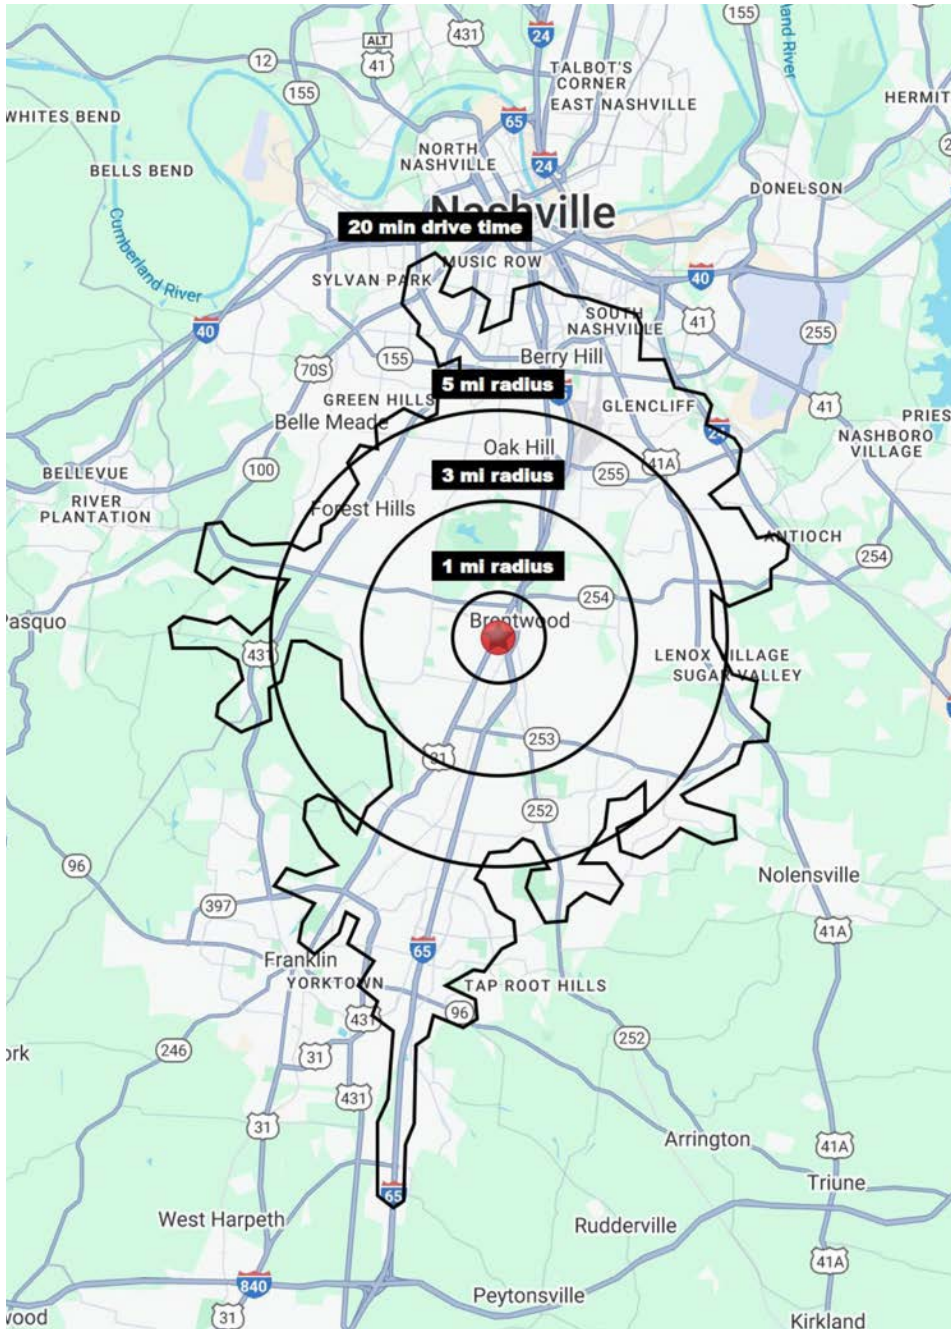 155
431
24
ALT
41
12
TALBOT'S
CORNER
EAST NASHVILLE
Cumberland River
155
HERMIT
WHITES BEND
65
NORTH
NASHVILLE
24
BELLS BEND
DONELSON
Nashville
20 min drive time
Cumberland River
MUSIC ROW
SYLVAN PARK
40
40
SOUTH
NASHVILLE
41
255
155
Berry Hill
70S
5 mi radius
GREEN HILLS
GLENCLIFF
41
Belle Meade
PRIES
24
NASHBORO
VILLAGE
Oak Hill
BELLEVUE
100
3 mi radius
255
41A
RIVER
PLANTATION
Forest Hills
ANTIOCH
254
1 mi radius
254
Brentwood
Pasquo
431
LENOX VILLAGE
SUGAR VALLEY
253
31
252
96
Nolensville
397
41A
65
Franklin
YORKTOWN
TAP ROOT HILLS
96
431
252
ork
246
31
431
31
Arrington
41A
Triune
65
West Harpeth
Rudderville
41A
840
Peytonsville
31
wood
Kirkland